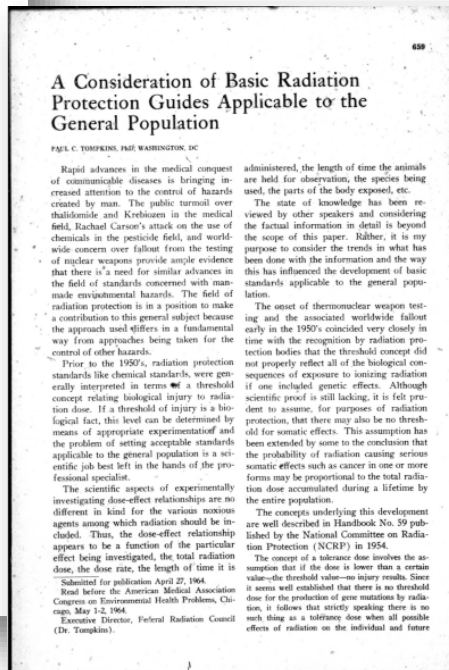 659
A Consideration of Basic Radiation
Protection Guides Applicable to the
General Population
PAUL C. TOMPKINS, PhD, WASHINGTON, DC
Rapid advances in the medical conquest
of communicable diseases is bringing in-
creased attention to the control of hazards
created by man. The public turmoil over
thalidomide and Krebiozen in the medical
field, Rachael Carson's attack on the use of
chemicals in the pesticide field, and world-
wide concern over fallout from the testing
of nuclear weapons provide ample evidence
that there is a need for similar advances in
the field of standards concerned with man-
made environmental hazards. The field of
radiation protection is in a position to make
a contribution to this general subject because
the approach used differs in a fundamental
way from approaches being taken for the
control of other hazards.
Prior to the 1950's, radiation protection
standards like chemical standards, were gen-
erally interpreted in terms of a threshold
concept relating biological injury to radia-
tion dose. If a threshold of injury is a bio-
logical fact, this level can be determined by
means of appropriate experimentation and
the problem of setting acceptable standards
applicable to the general population is a sci-
entific job best left in the hands of the pro-
fessional specialist.
The scientific aspects of experimentally
investigating dose-effect relationships are no
different in kind for the various noxious
agents among which radiation should be in-
cluded. Thus, the dose-effect relationship
appears to be a function of the particular
effect being investigated, the total radiation
dose, the dose rate, the length of time it is
Submitted for publication April 27, 1964.
Read before the American Medical Association
Congress on Environmental Health Problems, Chi-
cago, May 1-2, 1964.
Executive Director, Federal Radiation Council
(Dr. Tompkins).
administered, the length of time the animals
are held for observation, the species being
used, the parts of the body exposed, etc.
The state of knowledge has been re-
viewed by other speakers and considering
the factual information in detail is beyond
the scope of this paper. Rather, it is my
purpose to consider the trends in what has
been done with the information and the way
this has influenced the development of basic
standards applicable to the general popu-
lation.
The onset of thermonuclear weapon test-
ing and the associated worldwide fallout
early in the 1950's coincided very closely in
time with the recognition by radiation pro-
tection bodies that the threshold concept did
not properly reflect all of the biological con-
sequences of exposure to ionizing radiation
if one included genetic effects. Although
scientific proof is still lacking, it is felt pru-
dent to assume, for purposes of radiation
protection, that there may also be no thresh-
old for somatic effects. This assumption has
been extended by some to the conclusion that
the probability of radiation causing serious
somatic effects such as cancer in one or more
forms may be proportional to the total radia-
tion dose accumulated during a lifetime by
the entire population.
The concepts underlying this development
are well described in Handbook No. 59 pub-
lished by the National Committee on Radia-
tion Protection (NCRP) in 1954.
The concept of a tolerance dose involves the as-
sumption that if the dose is lower than a certain
value—the threshold value—no injury results. Since
it seems well established that there is no threshold
dose for the production of gene mutations by radia-
tion, it follows that strictly speaking there is no
such thing as a tolerance dose when all possible
effects of radiation on the individual and future